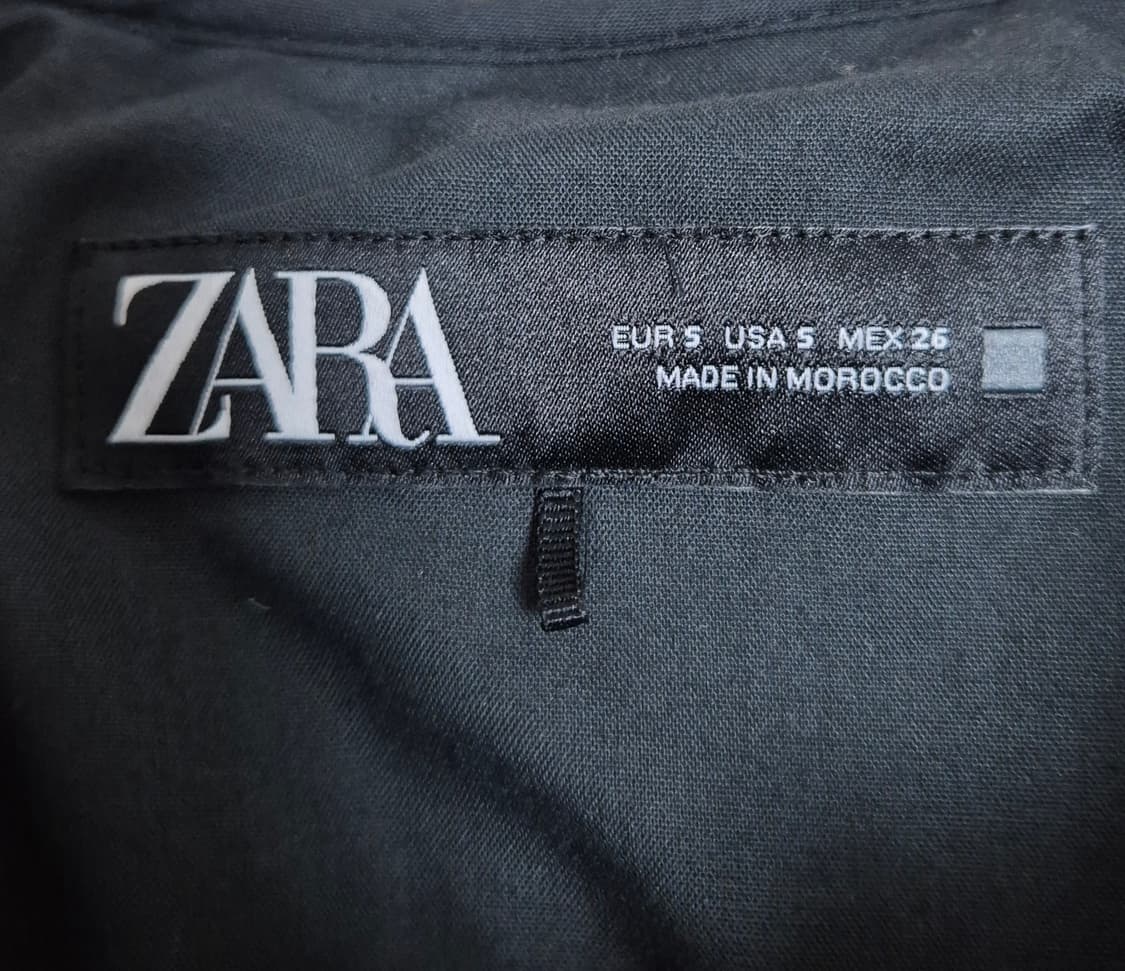 ZARA
EUR S USA S MEX 26
MADE IN MOROCCO